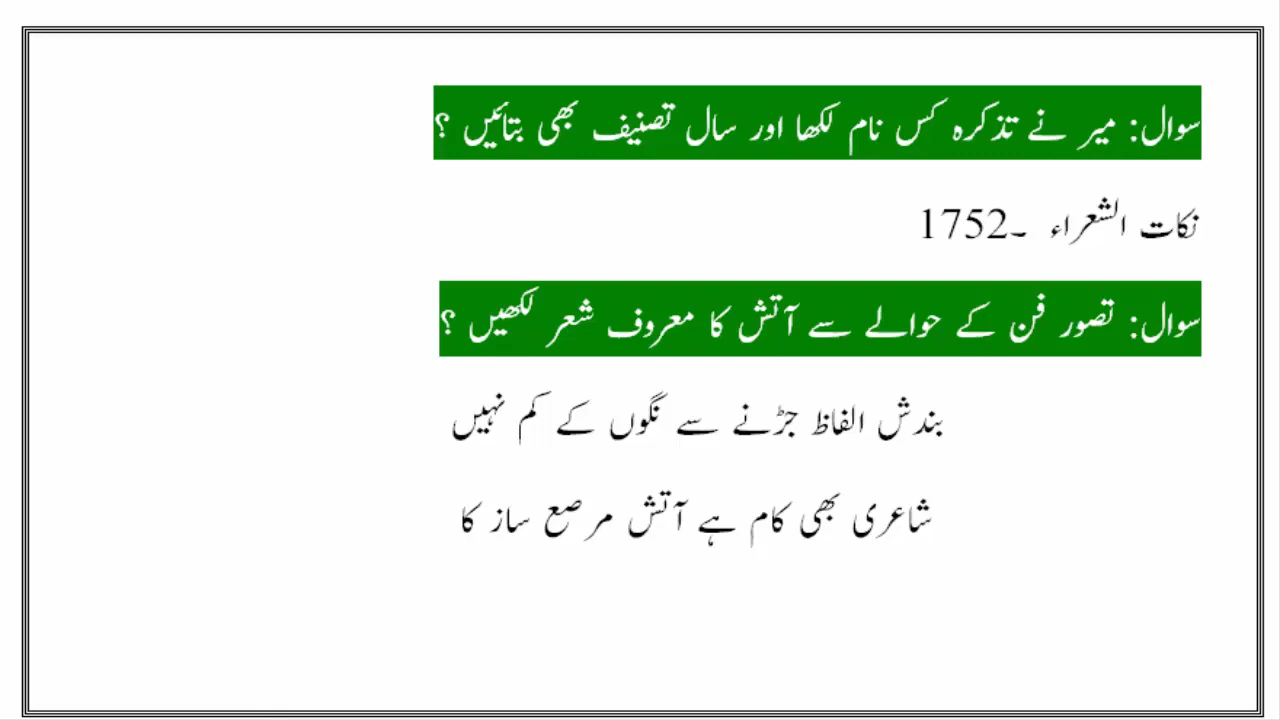 سوال: میر نے تذکرہ کس نام لکھا اور سال تصنیف بھی بتائیں ؟
نکات الشعراء ۔1752
سوال: تصور فن کے حوالے سے آتش کا معروف شعر لکھیں ؟
بندش الفاظ جڑنے سے نگوں کے کم نہیں
شاعری بھی کام ہے آتش مرصع ساز کا